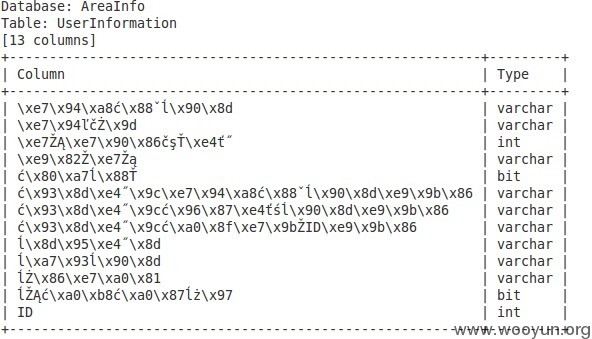 Database: AreaInfo
Table: UserInformation
[13 columns]
+---------------------------------------------------------+---------+
| Column | Type |
+---------------------------------------------------------+---------+
| \xe7\x94\xa8ć\x88ˇĺ\x90\x8d | varchar |
| \xe7\x94ľčŻ\x9d | varchar |
| \xe7ŽĄ\xe7\x90\x86čşŤ\xe4ť˝ | int |
| \xe9\x82Ž\xe7Žą | varchar |
| ć\x80\xa7ĺ\x88Ť | bit |
| ć\x93\x8d\xe4˝\x9c\xe7\x94\xa8ć\x88ˇĺ\x90\x8d\xe9\x9b\x86 | varchar |
| ć\x93\x8d\xe4˝\x9cć\x96\x87\xe4ťśĺ\x90\x8d\xe9\x9b\x86 | varchar |
| ć\x93\x8d\xe4˝\x9cć\xa0\x8f\xe7\x9bŽID\xe9\x9b\x86 | varchar |
| ĺ\x8d\x95\xe4˝\x8d | varchar |
| ĺ\xa7\x93ĺ\x90\x8d | varchar |
| ĺŻ\x86\xe7\xa0\x81 | varchar |
| ĺŽĄć\xa0\xb8ć\xa0\x87ĺż\x97 | bit |
| ID | int |
+---------------------------------------------------------+---------+
www.wooyun.org